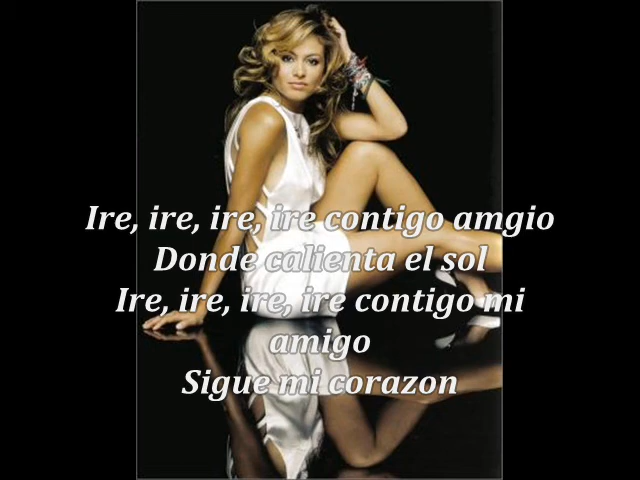 Ire, ire, ire, ire contigo amgio
Donde calienta el sol
Ire, ire, ire, ire contigo mi
amigo
Sigue mi corazon